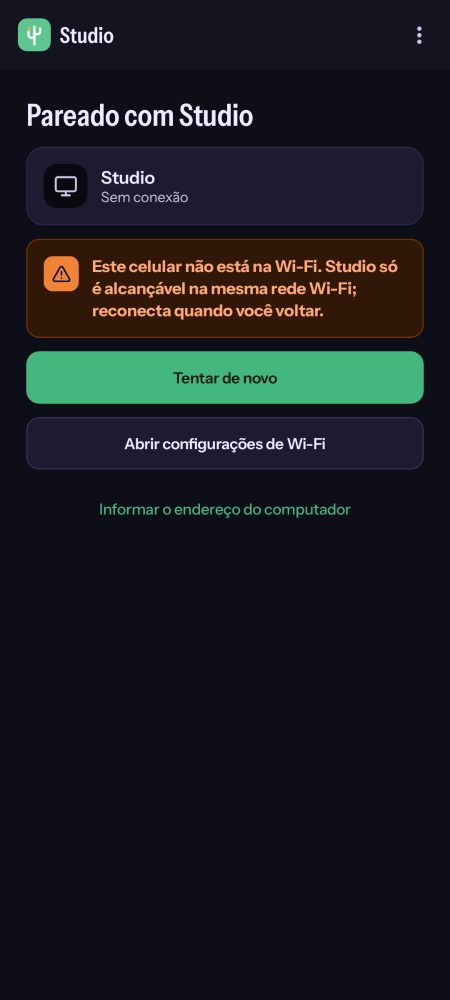 Studio
Pareado com Studio
Studio
Sem conexão
Este celular não está na Wi-Fi. Studio só
é alcançável na mesma rede Wi-Fi;
reconecta quando você voltar.
Tentar de novo
Abrir configurações de Wi-Fi
Informar o endereço do computador